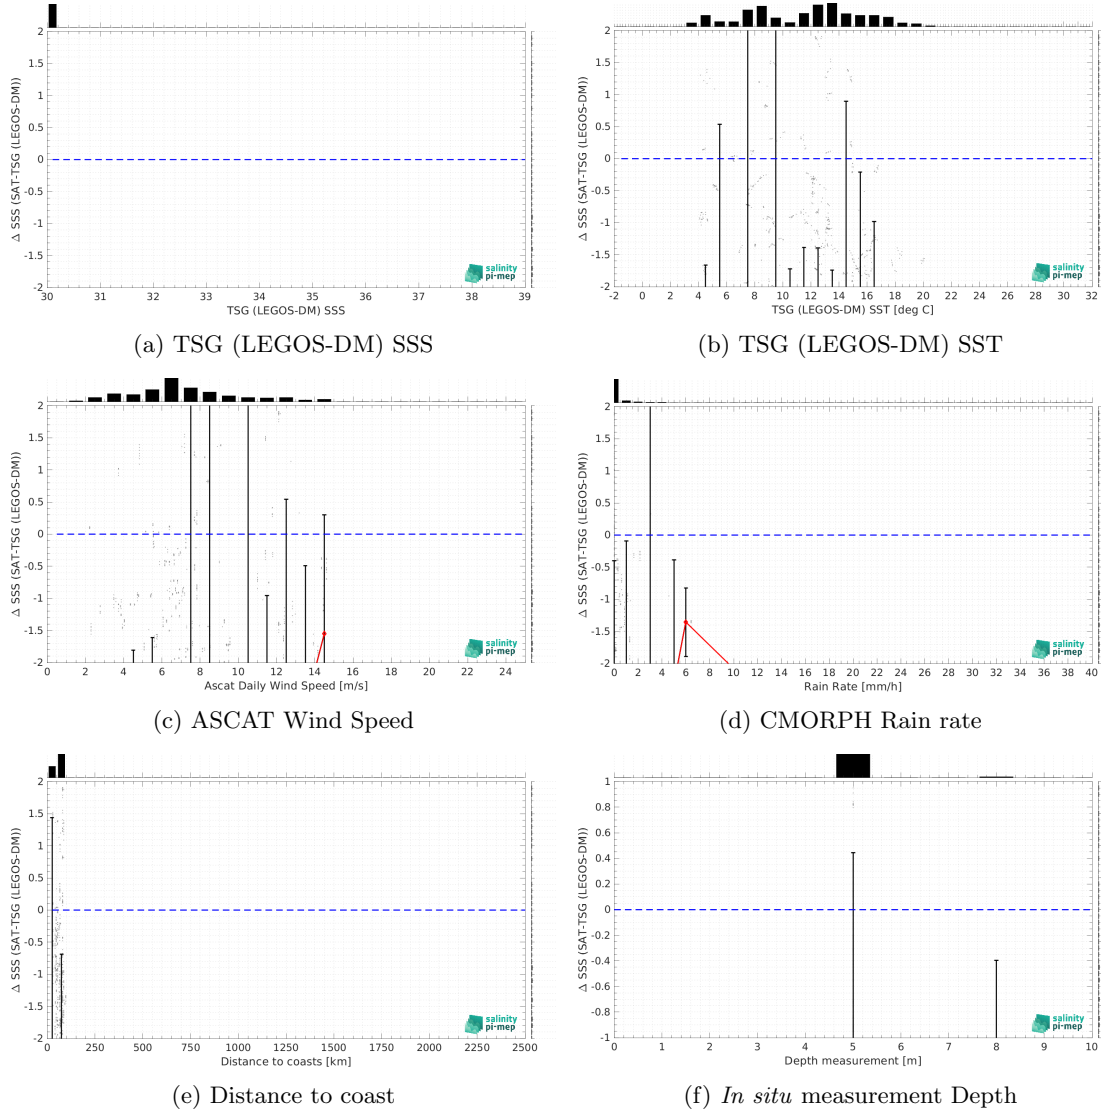 2
1.5
1
0.5
0
-0.5
-1
-1.5
-2
Δ SSS (SAT-TSG (LEGOS-DM))
30 31 32 33 34 35 36 37 38 39
TSG (LEGOS-DM) SSS
salinity
pi-mep
(a) TSG (LEGOS-DM) SSS
2
1.5
1
0.5
0
-0.5
-1
-1.5
-2
Δ SSS (SAT-TSG (LEGOS-DM))
-2 0 2 4 6 8 10 12 14 16 18 20 22 24 26 28 30 32
TSG (LEGOS-DM) SST [deg C]
salinity
pi-mep
(b) TSG (LEGOS-DM) SST
2
1.5
1
0.5
0
-0.5
-1
-1.5
-2
Δ SSS (SAT-TSG (LEGOS-DM))
0 2 4 6 8 10 12 14 16 18 20 22 24
Ascat Daily Wind Speed [m/s]
salinity
pi-mep
(c) ASCAT Wind Speed
2
1.5
1
0.5
0
-0.5
-1
-1.5
-2
Δ SSS (SAT-TSG (LEGOS-DM))
0 2 4 6 8 10 12 14 16 18 20 22 24 26 28 30 32 34 36 38 40
Rain Rate [mm/h]
salinity
pi-mep
(d) CMORPH Rain rate
2
1.5
1
0.5
0
-0.5
-1
-1.5
-2
Δ SSS (SAT-TSG (LEGOS-DM))
0 250 500 750 1000 1250 1500 1750 2000 2250 2500
Distance to coasts [km]
salinity
pi-mep
(e) Distance to coast
1
0.8
0.6
0.4
0.2
0
-0.2
-0.4
-0.6
-0.8
-1
Δ SSS (SAT-TSG (LEGOS-DM))
0 1 2 3 4 5 6 7 8 9 10
Depth measurement [m]
salinity
pi-mep
(f) In situ measurement Depth